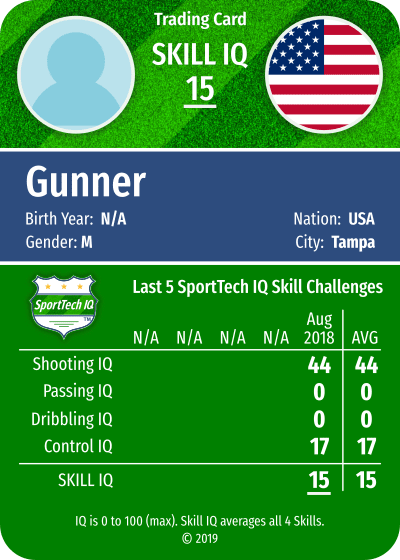 Trading Card
SKILL IQ
15
Gunner
Birth Year: N/A
Nation: USA
Gender: M
City: Tampa
SportTech IQ
TM
Last 5 SportTech IQ Skill Challenges
N/A N/A N/A N/A Aug 2018 AVG
Shooting IQ 44 44
Passing IQ 0 0
Dribbling IQ 0 0
Control IQ 17 17
SKILL IQ 15 15
IQ is 0 to 100 (max). Skill IQ averages all 4 Skills.
© 2019